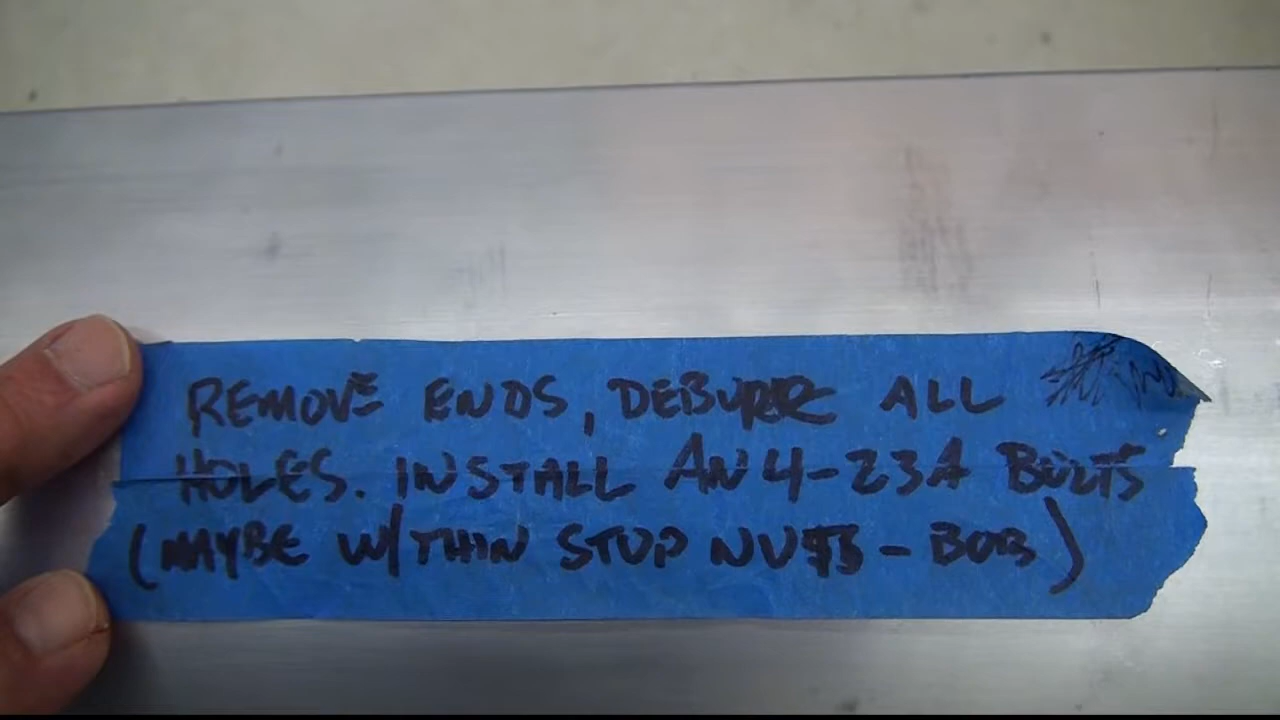 REMOVE ENDS, DEBURR ALL
HOLES. INSTALL AN4-23A BOLTS
(MAYBE W/THIN STOP NUTS - BOB)